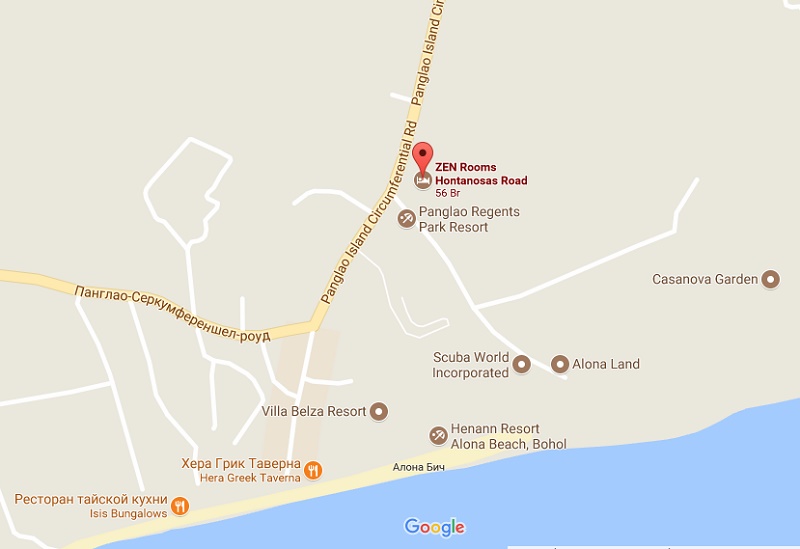 Panglao Island Cir
Panglao Island Circumferential Rd
ZEN Rooms
Hontanosas Road
56 Br
Panglao Regents
Park Resort
Casanova Garden
Панглао-Серкумференшел-роуд
Scuba World
Incorporated
Alona Land
Villa Belza Resort
Henann Resort
Alona Beach, Bohol
Хера Грик Таверна
Hera Greek Taverna
Алона Бич
Ресторан тайской кухни
Isis Bungalows
Google